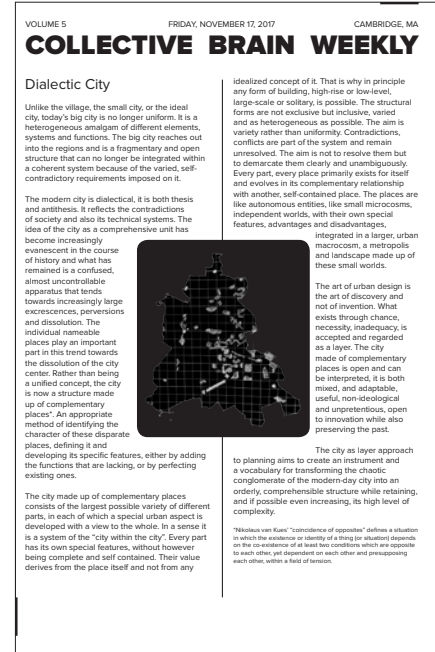 VOLUME 5
FRIDAY, NOVEMBER 17, 2017
CAMBRIDGE, MA
COLLECTIVE BRAIN WEEKLY
Dialectic City
Unlike the village, the small city, or the ideal
city, today's big city is no longer uniform. It is a
heterogeneous amalgam of different elements,
systems and functions. The big city reaches out
into the regions and is a fragmentary and open
structure that can no longer be integrated within
a coherent system because of the varied, self-
contradictory requirements imposed on it.
The modern city is dialectical, it is both thesis
and antithesis. It reflects the contradictions
of society and also its technical systems. The
idea of the city as a comprehensive unit has
become increasingly
evanescent in the course
of history and what has
remained is a confused,
almost uncontrollable
apparatus that tends
towards increasingly large
excrescences, perversions
and dissolution. The
individual nameable
places play an important
part in this trend towards
the dissolution of the city
center. Rather than being
a unified concept, the city
is now a structure made
up of complementary
places*. An appropriate
method of identifying the
character of these disparate
places, defining it and
developing its specific features, either by adding
the functions that are lacking, or by perfecting
existing ones.
The city made up of complementary places
consists of the largest possible variety of different
parts, in each of which a special urban aspect is
developed with a view to the whole. In a sense it
is a system of the "city within the city". Every part
has its own special features, without however
being complete and self contained. Their value
derives from the place itself and not from any
idealized concept of it. That is why in principle
any form of building, high-rise or low-level,
large-scale or solitary, is possible. The structural
forms are not exclusive but inclusive, varied
and as heterogeneous as possible. The aim is
variety rather than uniformity. Contradictions,
conflicts are part of the system and remain
unresolved. The aim is not to resolve them but
to demarcate them clearly and unambiguously.
Every part, every place primarily exists for itself
and evolves in its complementary relationship
with another, self-contained place. The places are
like autonomous entities, like small microcosms,
independent worlds, with their own special
features, advantages and disadvantages,
integrated in a larger, urban
macrocosm, a metropolis
and landscape made up of
these small worlds.
The art of urban design is
the art of discovery and
not of invention. What
exists through chance,
necessity, inadequacy, is
accepted and regarded
as a layer. The city
made of complementary
places is open and can
be interpreted, it is both
mixed, and adaptable,
useful, non-ideological
and unpretentious, open
to innovation while also
preserving the past.
The city as layer approach
to planning aims to create an instrument and
a vocabulary for transforming the chaotic
conglomerate of the modern-day city into an
orderly, comprehensible structure while retaining,
and if possible even increasing, its high level of
complexity.
*Nikolaus van Kues' "coincidence of opposites" defines a situation
in which the existence or identity of a thing (or situation) depends
on the co-existence of at least two conditions which are opposite
to each other, yet dependent on each other and presupposing
each other, within a field of tension.